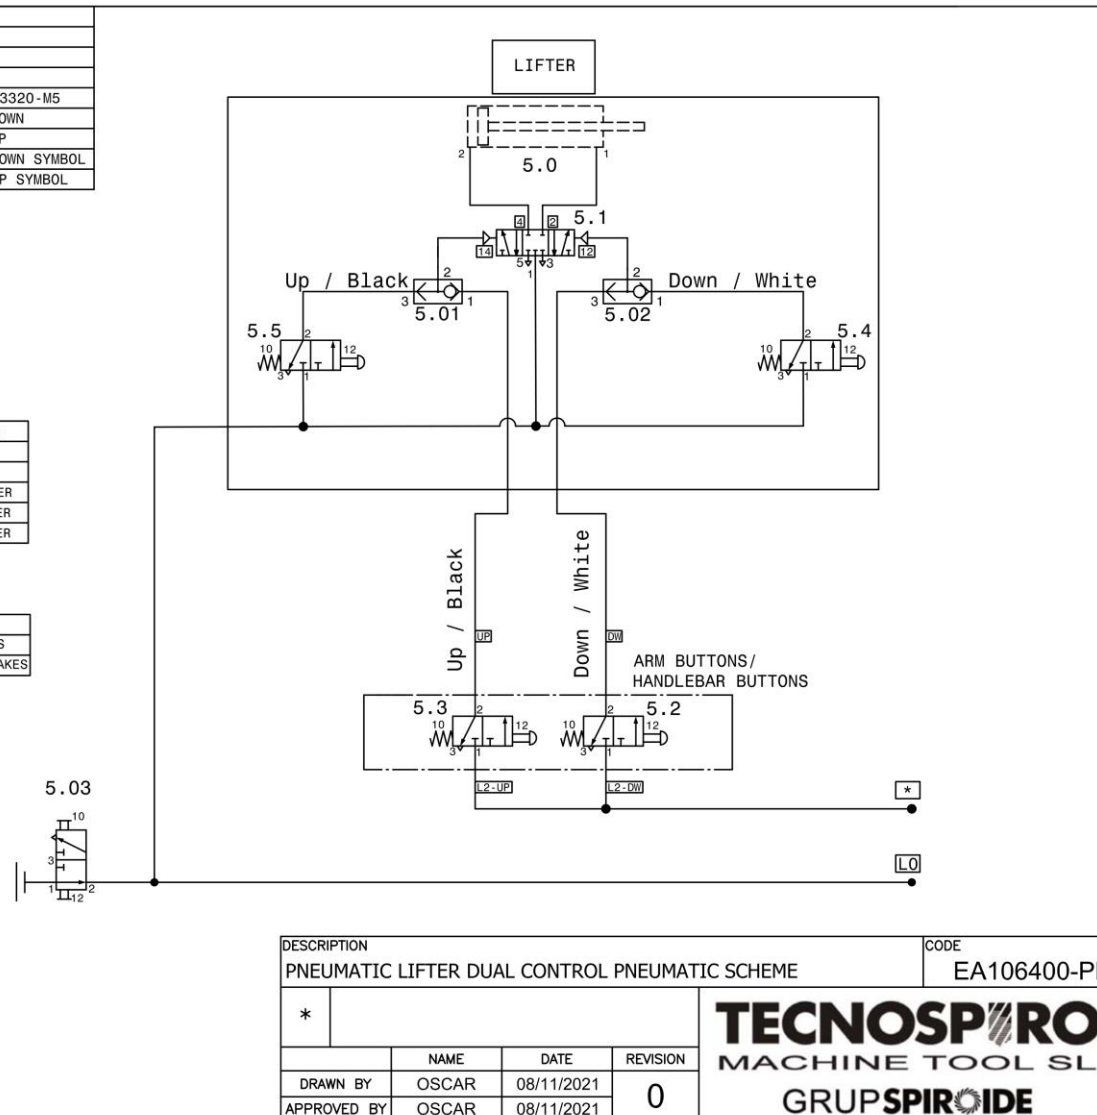 LIFTER
3320-M5
OWN
P
OWN SYMBOL
P SYMBOL
2 1
5.0
4 2 5.1
14 12
5 3
1
Up / Black
2
3 1
5.01
Down / White
2
3 1
5.02
5.5
2
10 12
3 1
5.4
2
10 12
3 1
ER
ER
ER
S
AKES
Up / Black
Down / White
UP
DW
ARM BUTTONS/
HANDLEBAR BUTTONS
5.3
2
10 12
3 1
5.2
2
10 12
3 1
L2-UP
L2-DW
*
5.03
10
3
1 2
12
L0
DESCRIPTION
PNEUMATIC LIFTER DUAL CONTROL PNEUMATIC SCHEME
CODE
EA106400-P
*
NAME DATE REVISION
DRAWN BY OSCAR 08/11/2021
APPROVED BY OSCAR 08/11/2021
0
TECNOSPIRO
MACHINE TOOL SL
GRUPSPIROIDE